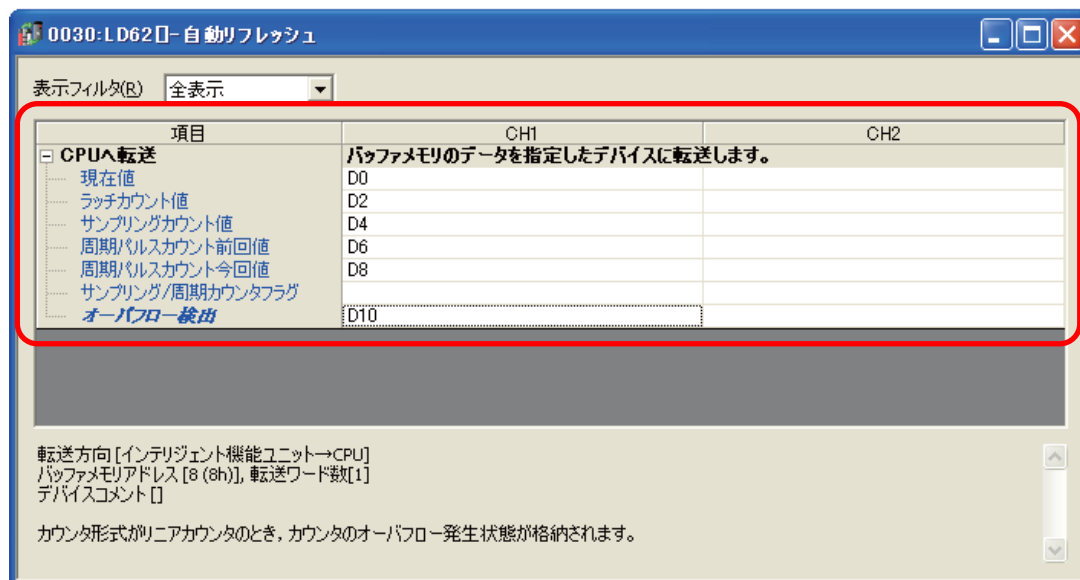 0030:LD62□-自動リフレッシュ
表示フィルタ(R) 全表示
項目 CH1 CH2
CPUへ転送 バッファメモリのデータを指定したデバイスに転送します。
現在値 D0
ラッチカウント値 D2
サンプリングカウント値 D4
周期パルスカウント前回値 D6
周期パルスカウント今回値 D8
サンプリング/周期カウンタフラグ
オーバフロー検出 D10
転送方向[インテリジェント機能ユニット→CPU]
バッファメモリアドレス[8 (8h)], 転送ワード数[1]
デバイスコメント[]
カウンタ形式がリニアカウンタのとき, カウンタのオーバフロー発生状態が格納されます。